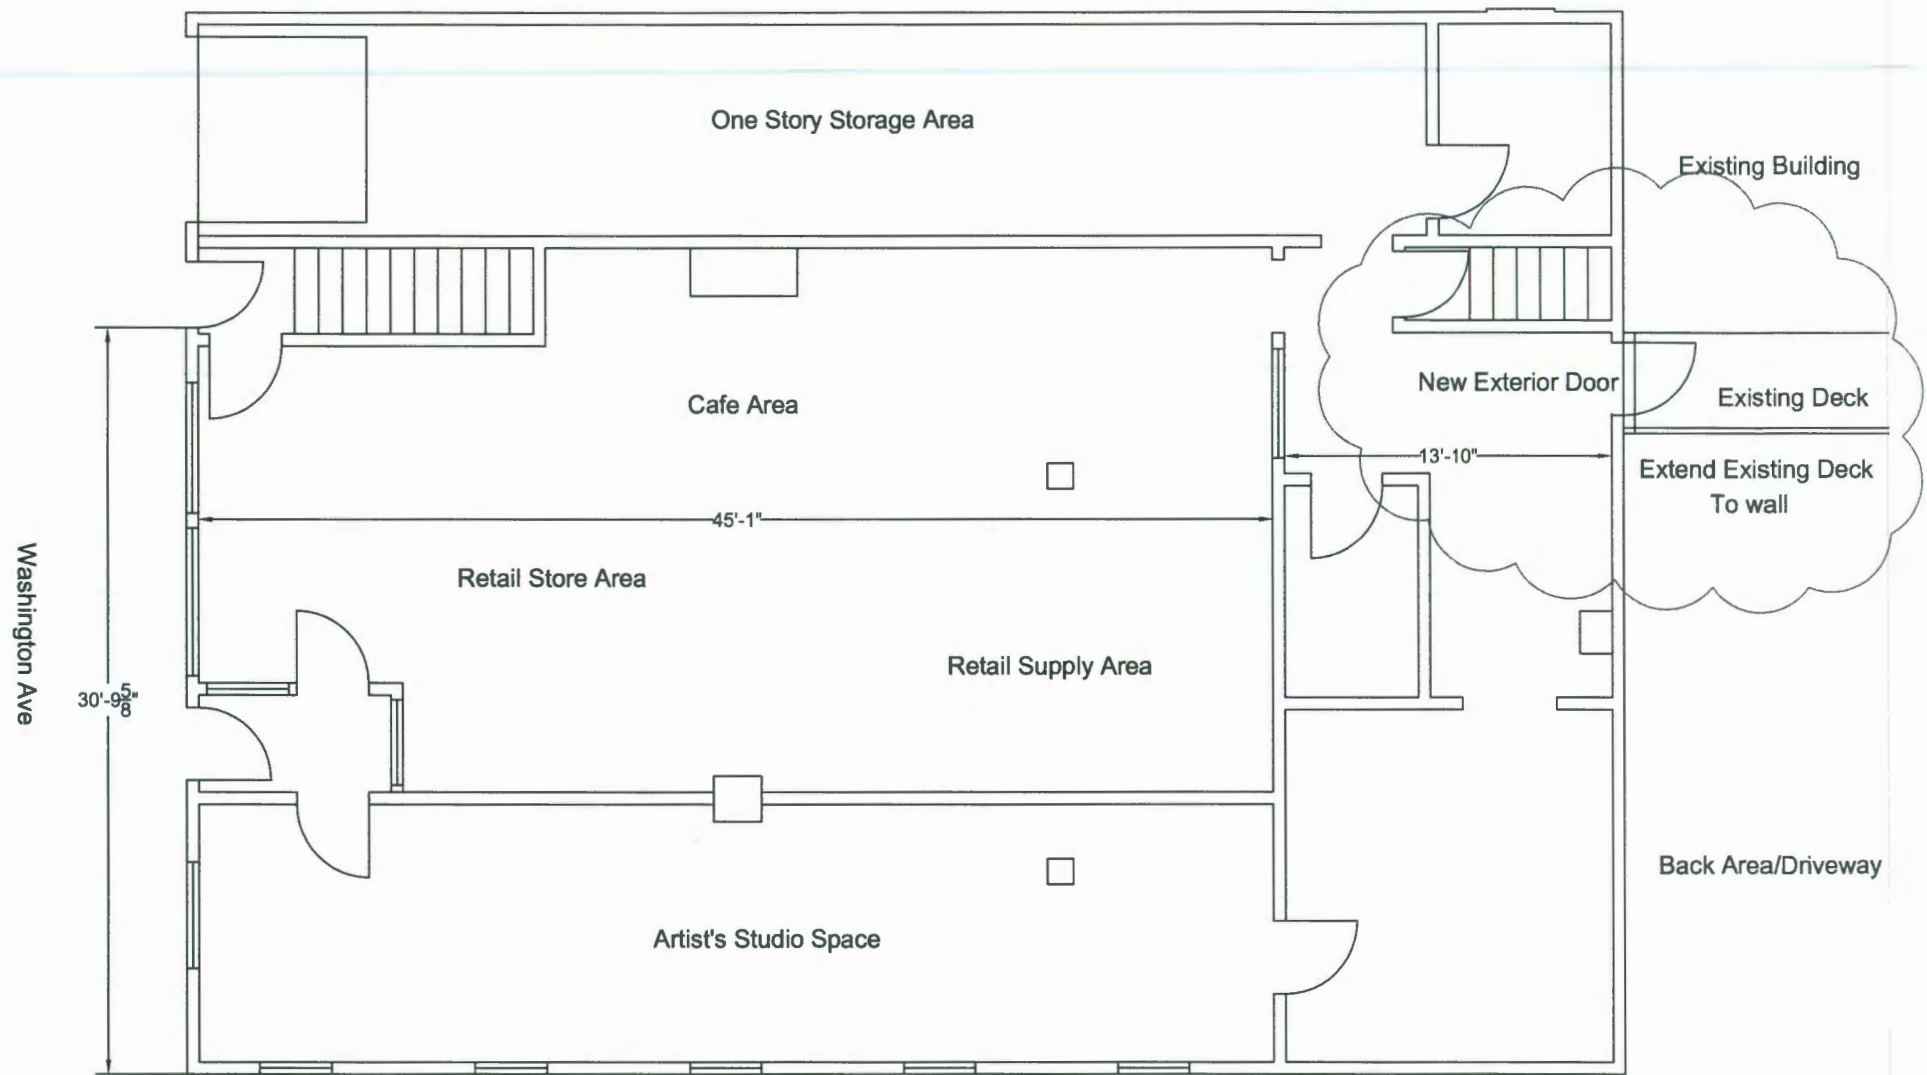 One Story Storage Area
Existing Building
Cafe Area
New Exterior Door
Existing Deck
13'-10"
Extend Existing Deck
To wall
45'-1"
Washington Ave
Retail Store Area
Retail Supply Area
30'-9 5/8"
Back Area/Driveway
Artist's Studio Space